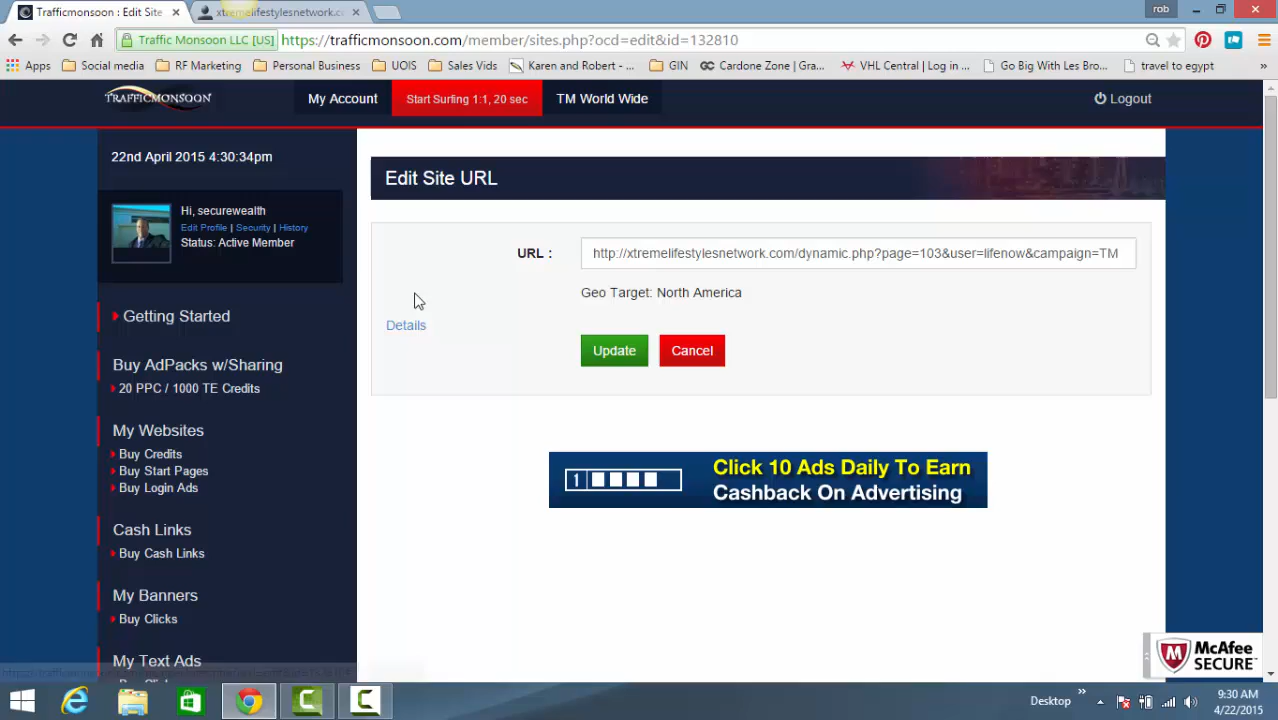 Trafficmonsoon : Edit Site
xtremelifestylesnetwork.c
rob
Traffic Monsoon LLC [US]
https://trafficmonsoon.com/member/sites.php?ocd=edit&id=132810
Apps
Social media
RF Marketing
Personal Business
UOIS
Sales Vids
Karen and Robert - ...
GIN
Cardone Zone | Gra...
VHL Central | Log in ...
Go Big With Les Bro...
travel to egypt
»
TRAFFICMONSOON
My Account
Start Surfing 1:1, 20 sec
TM World Wide
Logout
22nd April 2015 4:30:34pm
Hi, securewealth
Edit Profile | Security | History
Status: Active Member
Getting Started
Buy AdPacks w/Sharing
20 PPC / 1000 TE Credits
My Websites
Buy Credits
Buy Start Pages
Buy Login Ads
Cash Links
Buy Cash Links
My Banners
Buy Clicks
My Text Ads
Edit Site URL
URL :
http://xtremelifestylesnetwork.com/dynamic.php?page=103&user=lifenow&campaign=TM
Geo Target: North America
Details
Update
Cancel
1
Click 10 Ads Daily To Earn
Cashback On Advertising
McAfee
SECURE
Desktop
»
9:30 AM
4/22/2015